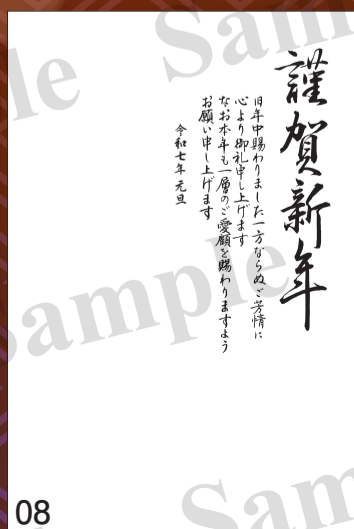 謹賀新年
旧年中賜わりました一方ならぬご芳情に
心より御礼申し上げます
なお本年も一層のご愛顧を賜わりますよう
お願い申し上げます
令和七年 元旦
Sample
Sample
Sample
Sam
08